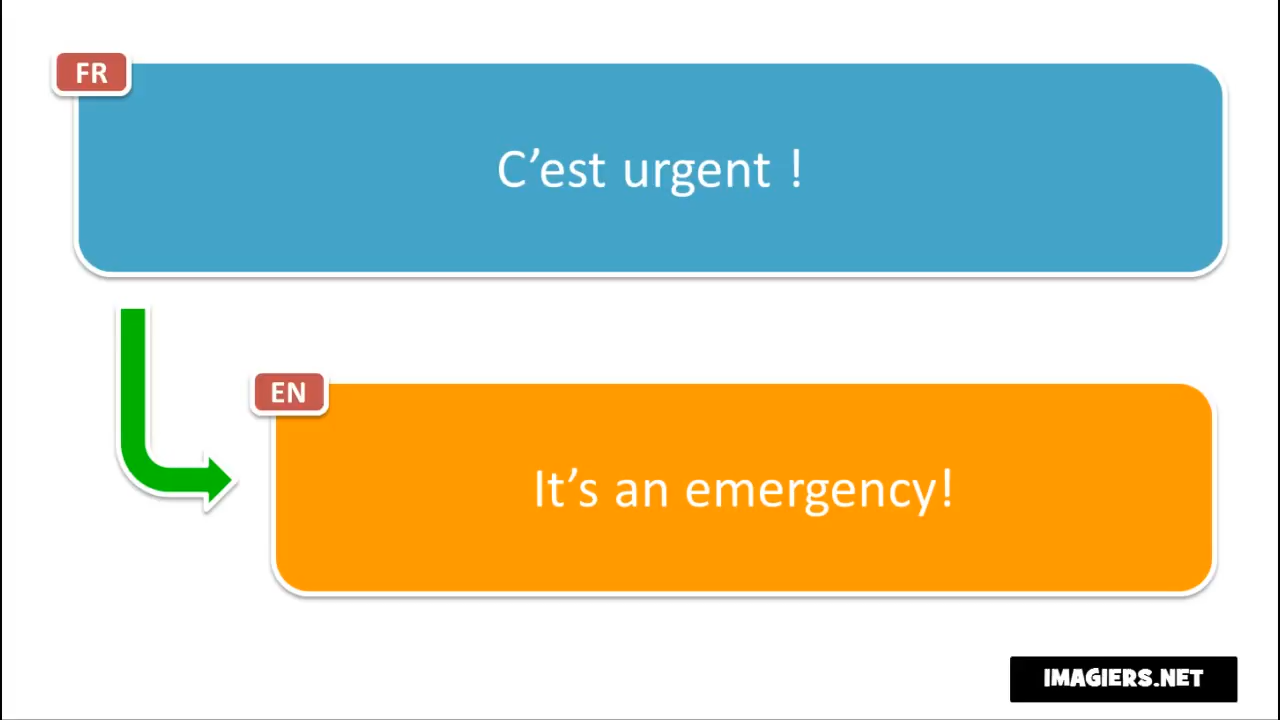 FR
C’est urgent !
EN
It’s an emergency!
IMAGIERS.NET